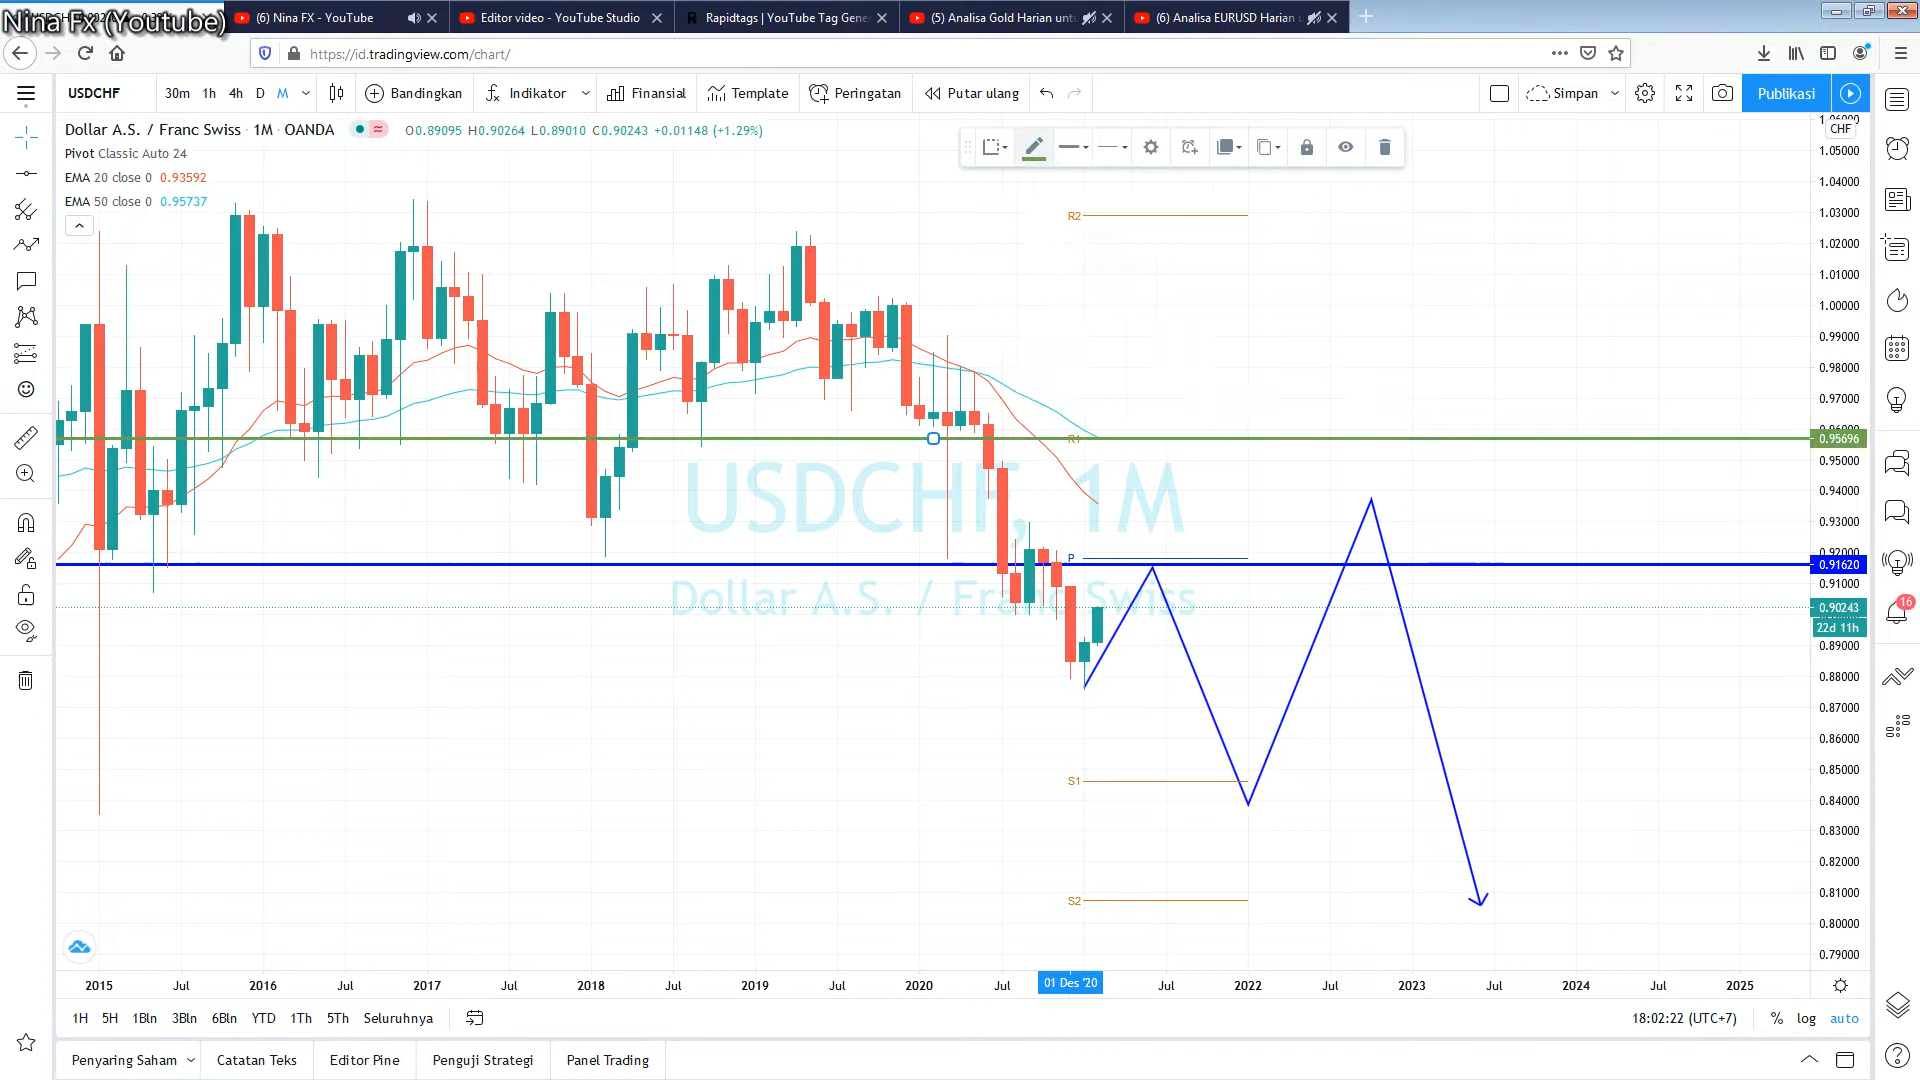 Nina Fx (Youtube)
(6) Nina FX - YouTube
Editor video - YouTube Studio
Rapidtags | YouTube Tag Gene
(5) Analisa Gold Harian untu
(6) Analisa EURUSD Harian u
https://id.tradingview.com/chart/
USDCHF
30m 1h 4h D M
Bandingkan
Indikator
Finansial
Template
Peringatan
Putar ulang
Simpan
Publikasi
Dollar A.S. / Franc Swiss · 1M · OANDA
O0.89095 H0.90264 L0.89010 C0.90243 +0.01148 (+1.29%)
Pivot Classic Auto 24
EMA 20 close 0 0.93592
EMA 50 close 0 0.95737
CHF
1.05000
1.04000
1.03000
1.02000
1.01000
1.00000
0.99000
0.98000
0.97000
0.95696
0.95000
0.94000
0.93000
0.92000
0.91620
0.91000
0.90243
22d 11h
0.89000
0.88000
0.87000
0.86000
0.85000
0.84000
0.83000
0.82000
0.81000
0.80000
0.79000
R2
R1
P
S1
S2
USDCHF, 1M
Dollar A.S. / Franc Swiss
16
2015 Jul 2016 Jul 2017 Jul 2018 Jul 2019 Jul 2020 Jul 01 Des '20 Jul 2022 Jul 2023 Jul 2024 Jul 2025
1H 5H 1Bln 3Bln 6Bln YTD 1Th 5Th Seluruhnya
18:02:22 (UTC+7)
% log auto
Penyaring Saham
Catatan Teks
Editor Pine
Penguji Strategi
Panel Trading